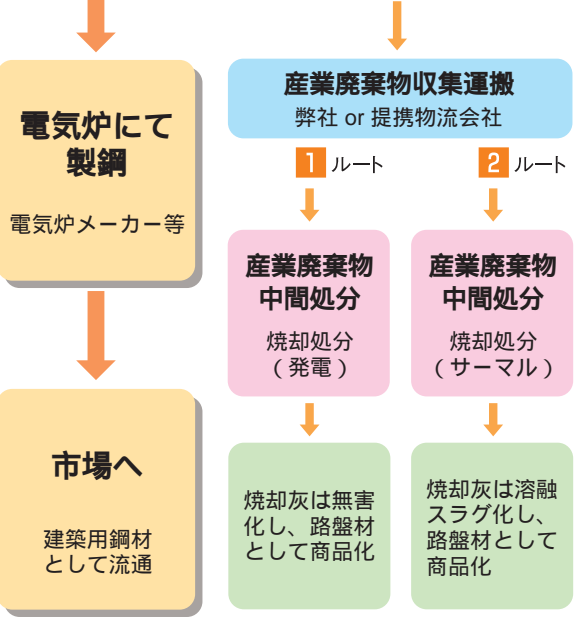 電気炉にて
製鋼
電気炉メーカー等
市場へ
建築用鋼材
として流通
産業廃棄物収集運搬
弊社 or 提携物流会社
1 ルート
産業廃棄物
中間処分
焼却処分
（発電）
焼却灰は無害
化し、路盤材
として商品化
2 ルート
産業廃棄物
中間処分
焼却処分
（サーマル）
焼却灰は溶融
スラグ化し、
路盤材として
商品化